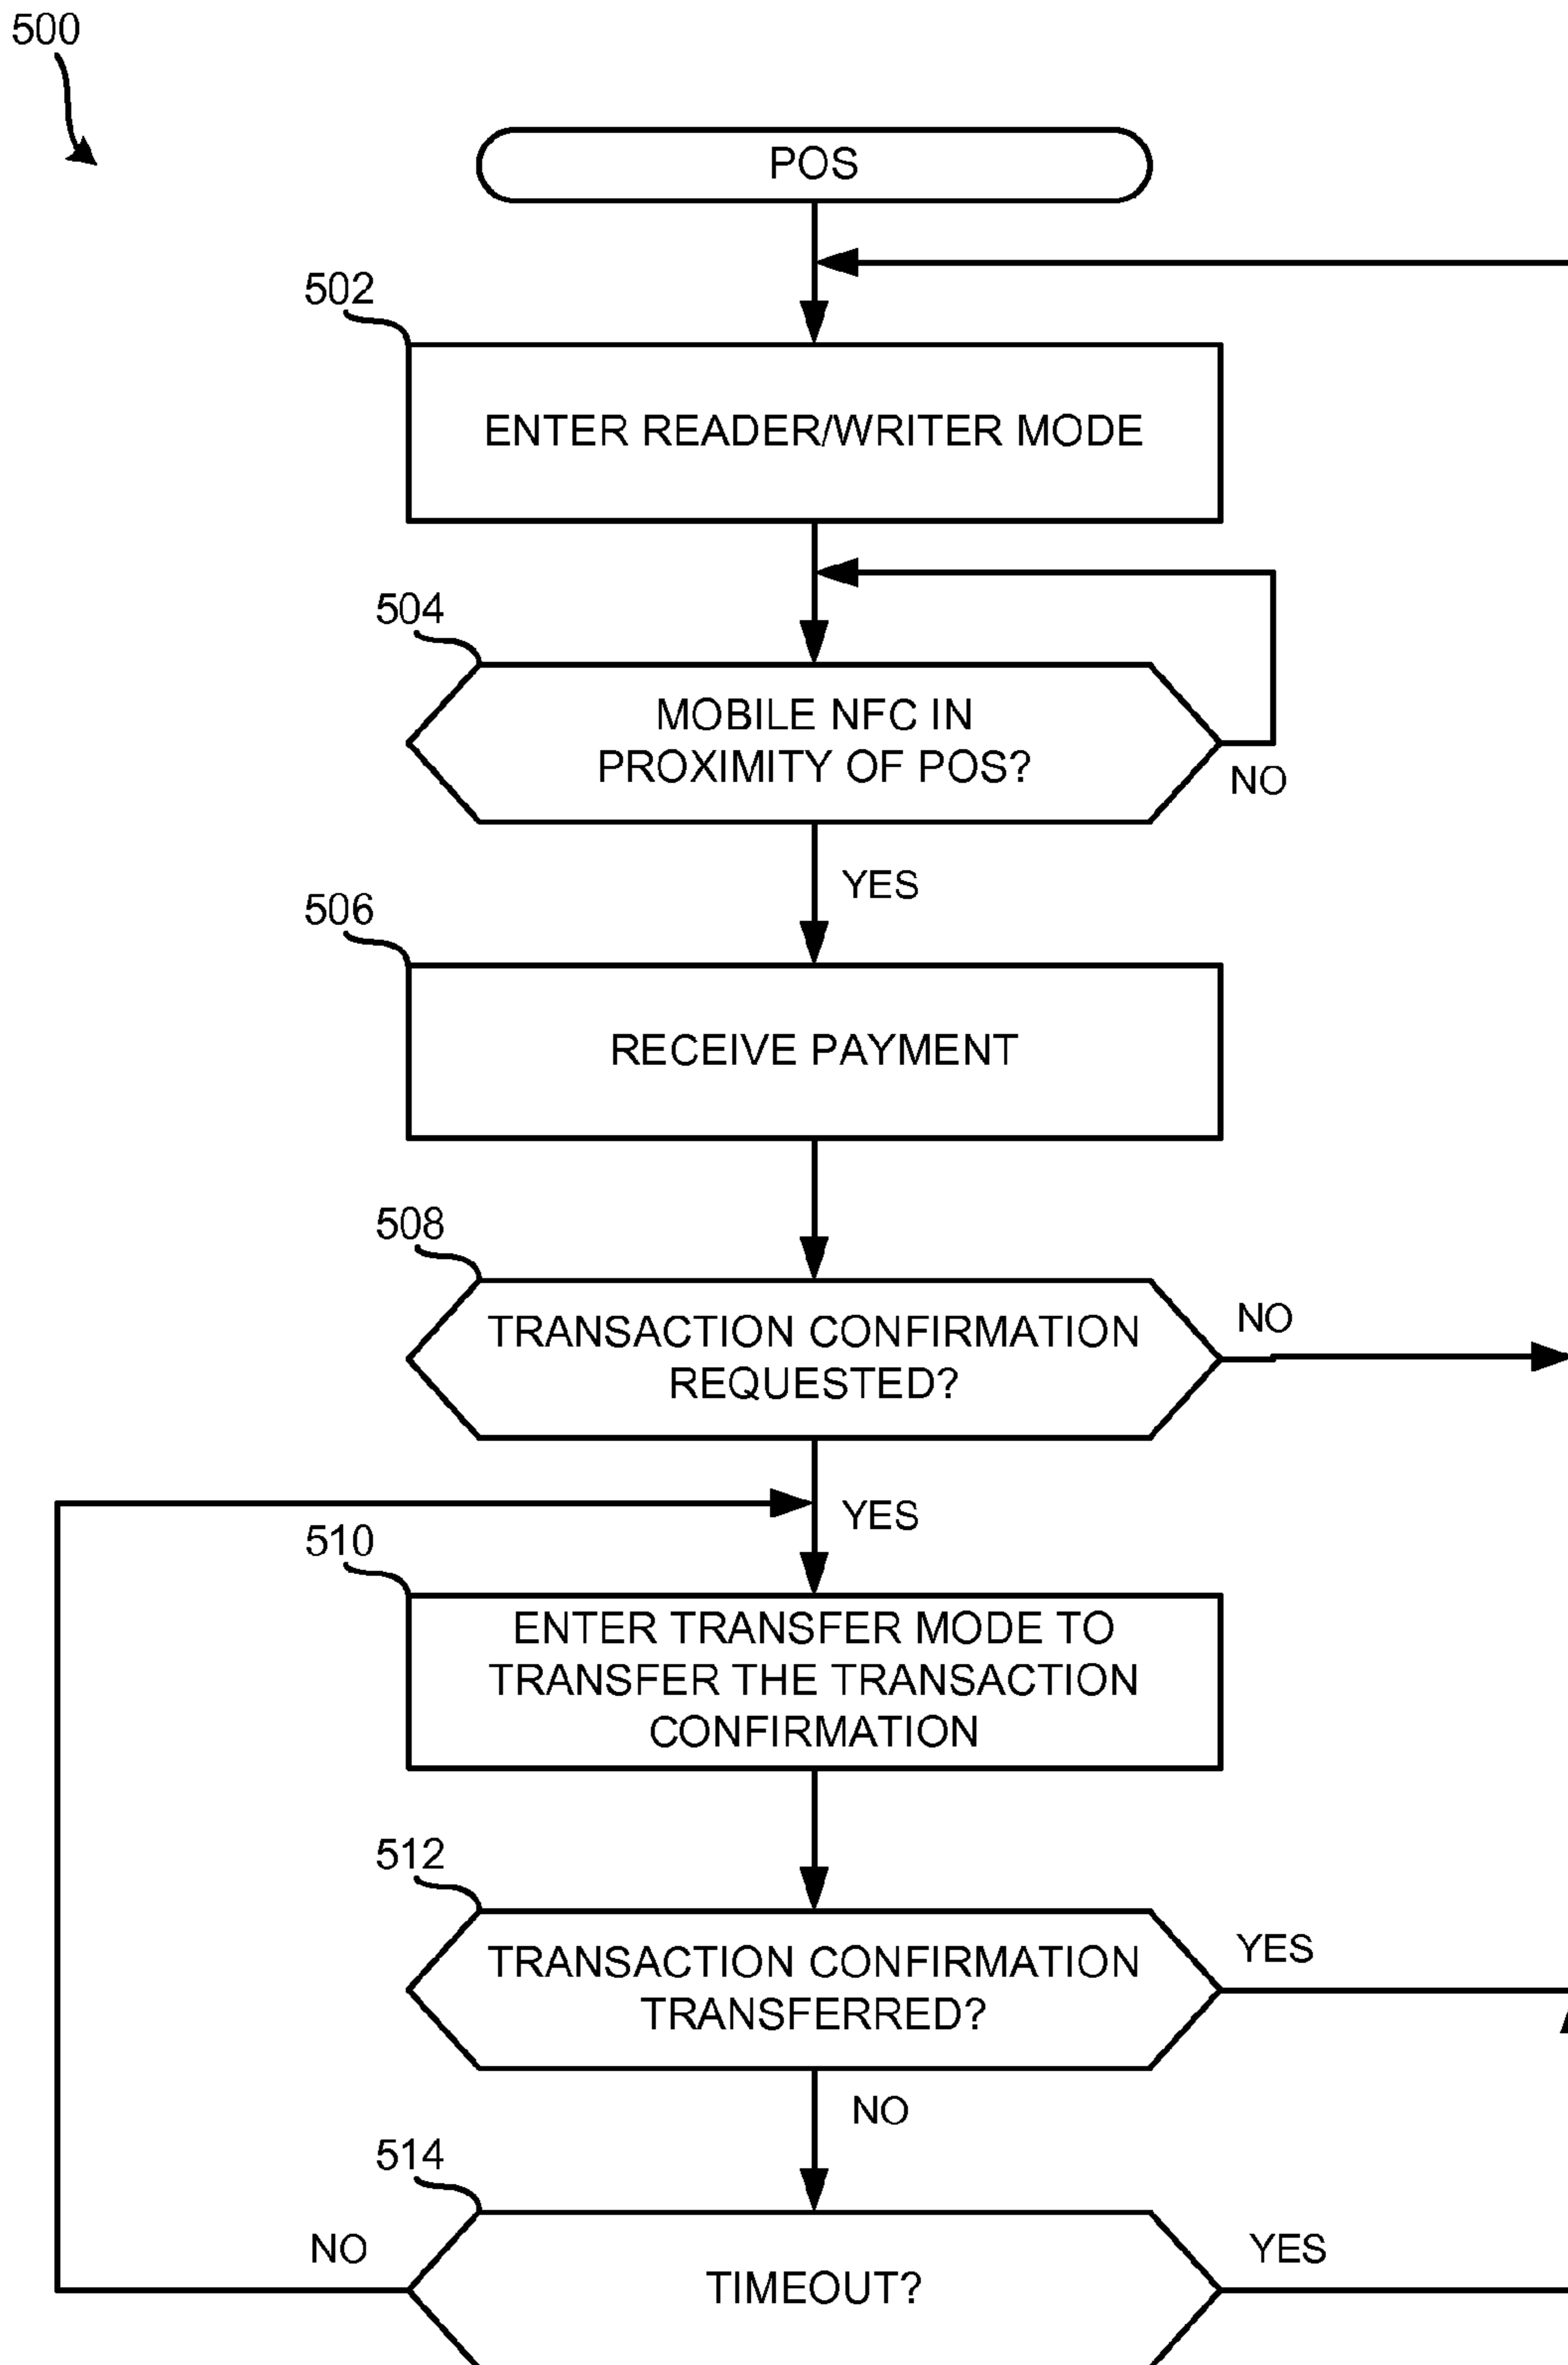 500
POS
502
ENTER READER/WRITER MODE
504
MOBILE NFC IN
PROXIMITY OF POS?
NO
YES
506
RECEIVE PAYMENT
508
TRANSACTION CONFIRMATION
REQUESTED?
NO
YES
510
ENTER TRANSFER MODE TO
TRANSFER THE TRANSACTION
CONFIRMATION
512
TRANSACTION CONFIRMATION
TRANSFERRED?
YES
NO
514
NO
TIMEOUT?
YES